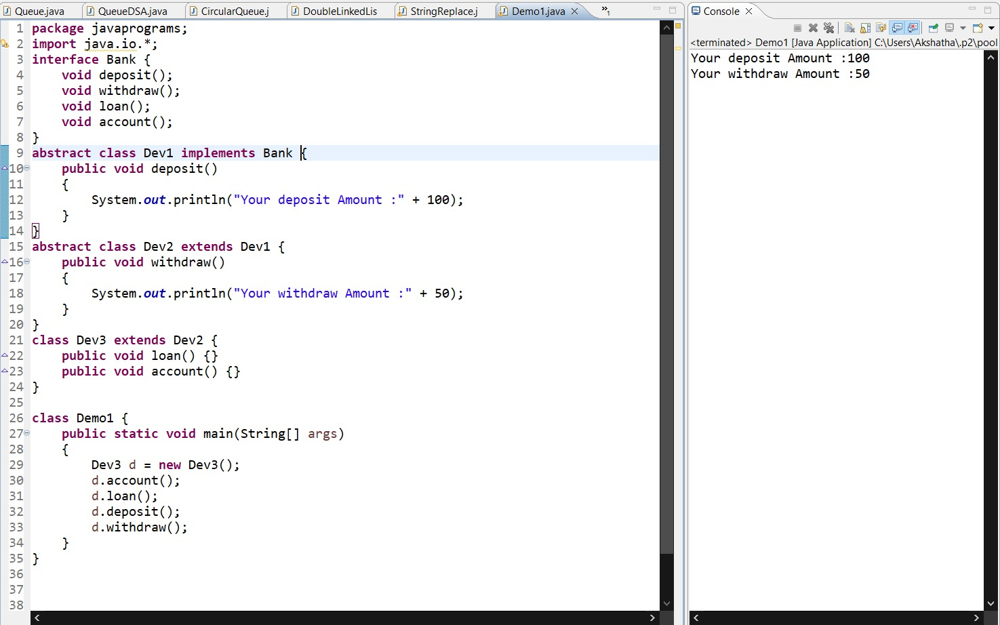 Queue.java QueueDSA.java CircularQueue.j DoubleLinkedLis StringReplace.j Demo1.java »1
1 package javaprograms;
2 import java.io.*;
3 interface Bank {
4     void deposit();
5     void withdraw();
6     void loan();
7     void account();
8 }
9 abstract class Dev1 implements Bank {
10     public void deposit()
11     {
12         System.out.println("Your deposit Amount :" + 100);
13     }
14 }
15 abstract class Dev2 extends Dev1 {
16     public void withdraw()
17     {
18         System.out.println("Your withdraw Amount :" + 50);
19     }
20 }
21 class Dev3 extends Dev2 {
22     public void loan() {}
23     public void account() {}
24 }
25
26 class Demo1 {
27     public static void main(String[] args)
28     {
29         Dev3 d = new Dev3();
30         d.account();
31         d.loan();
32         d.deposit();
33         d.withdraw();
34     }
35 }
36
37
38
Console
<terminated> Demo1 [Java Application] C:\Users\Akshatha\.p2\pool
Your deposit Amount :100
Your withdraw Amount :50